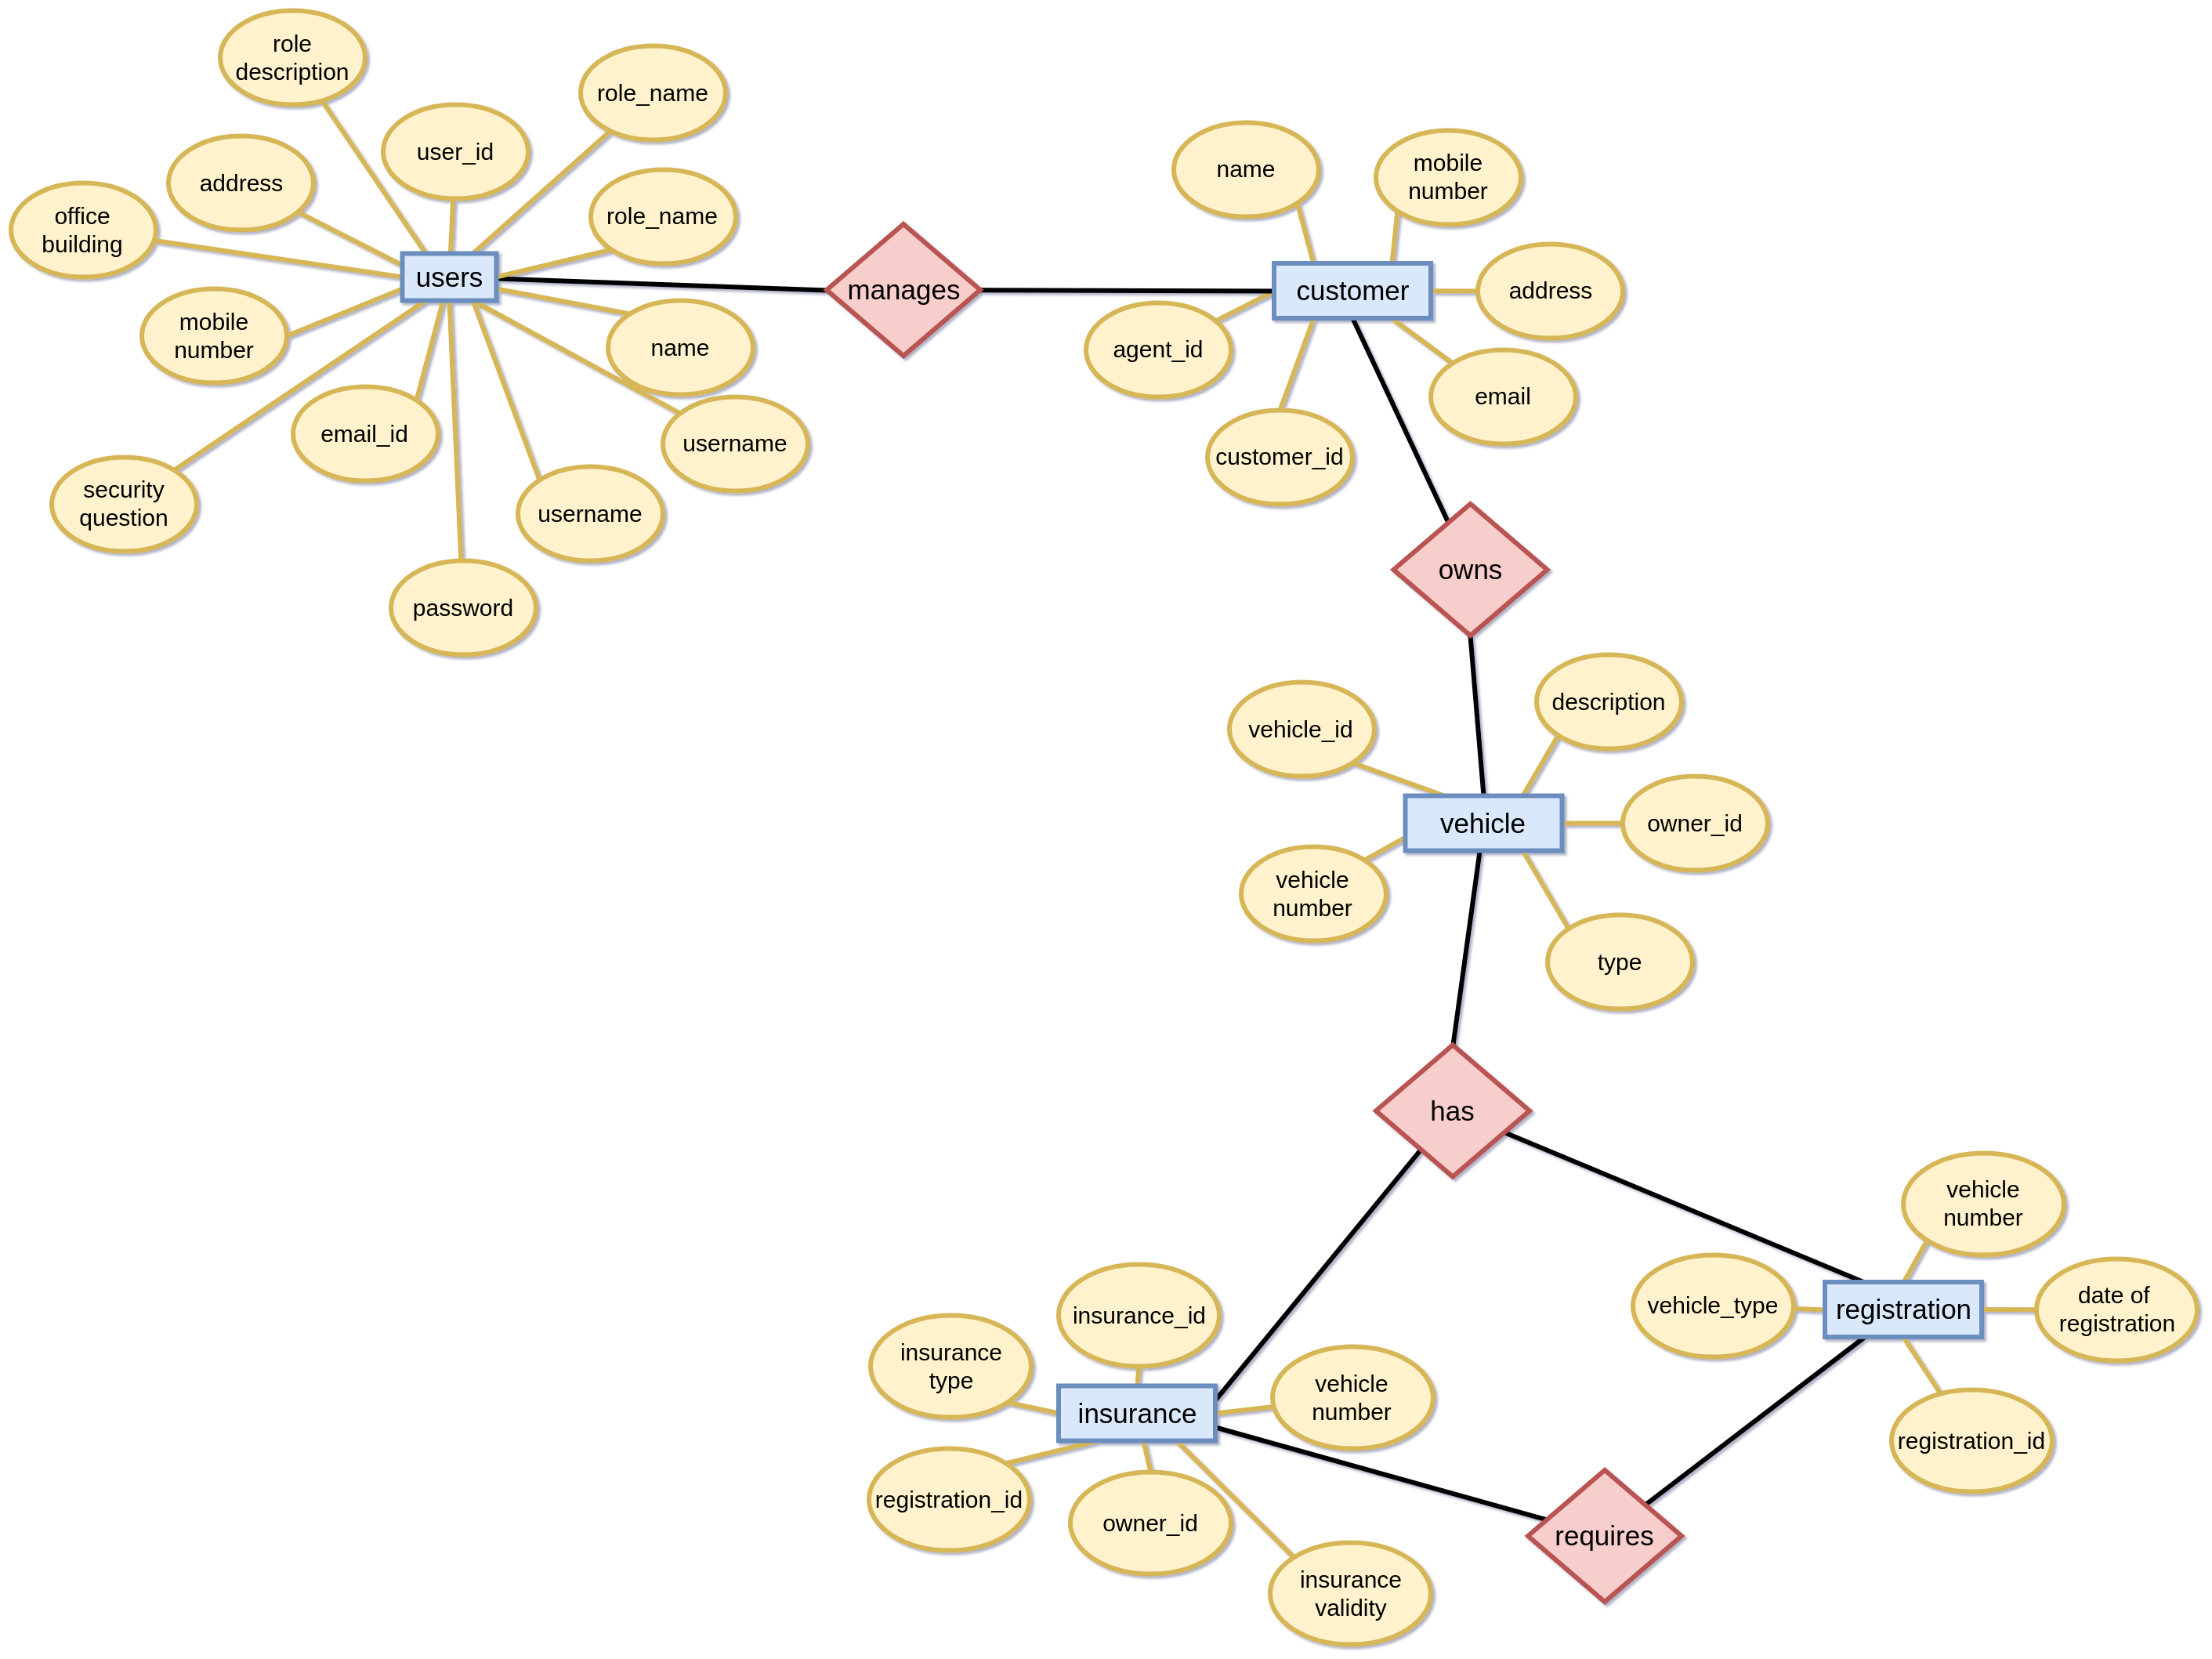 role
description
role_name
user_id
address
office
building
role_name
users
mobile
number
name
email_id
username
security
question
username
password
manages
name
mobile
number
customer
address
agent_id
email
customer_id
owns
description
vehicle_id
vehicle
owner_id
vehicle
number
type
has
vehicle
number
vehicle_type
registration
date of
registration
registration_id
insurance_id
insurance
type
insurance
vehicle
number
registration_id
owner_id
insurance
validity
requires